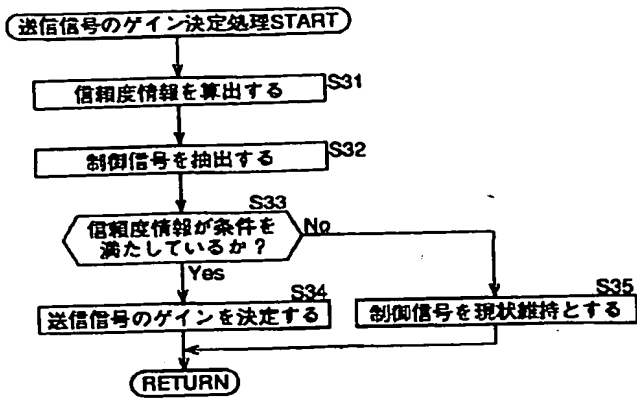 送信信号のゲイン決定処理START
信頼度情報を算出する
S31
制御信号を抽出する
S32
S33
信頼度情報が条件を
満たしているか？
No
Yes
S34
送信信号のゲインを決定する
S35
制御信号を現状維持とする
RETURN